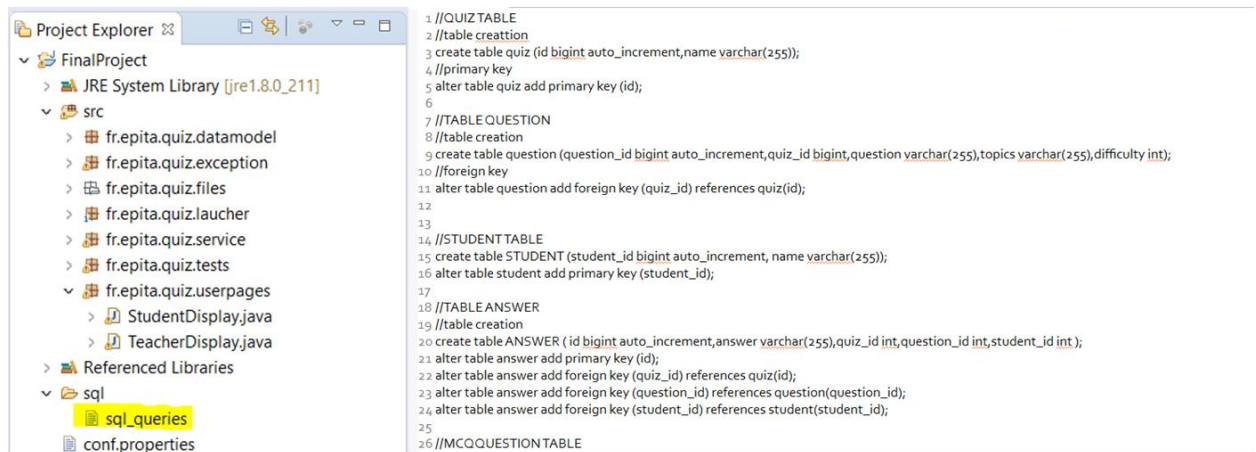 Project Explorer
FinalProject
JRE System Library [jre1.8.0_211]
src
fr.epita.quiz.datamodel
fr.epita.quiz.exception
fr.epita.quiz.files
fr.epita.quiz.laucher
fr.epita.quiz.service
fr.epita.quiz.tests
fr.epita.quiz.userpages
StudentDisplay.java
TeacherDisplay.java
Referenced Libraries
sql
sql_queries
conf.properties
1 //QUIZ TABLE
2 //table creattion
3 create table quiz (id bigint auto_increment,name varchar(255));
4 //primary key
5 alter table quiz add primary key (id);
6
7 //TABLE QUESTION
8 //table creation
9 create table question (question_id bigint auto_increment,quiz_id bigint,question varchar(255),topics varchar(255),difficulty int);
10 //foreign key
11 alter table question add foreign key (quiz_id) references quiz(id);
12
13
14 //STUDENT TABLE
15 create table STUDENT (student_id bigint auto_increment, name varchar(255));
16 alter table student add primary key (student_id);
17
18 //TABLE ANSWER
19 //table creation
20 create table ANSWER ( id bigint auto_increment,answer varchar(255),quiz_id int,question_id int,student_id int );
21 alter table answer add primary key (id);
22 alter table answer add foreign key (quiz_id) references quiz(id);
23 alter table answer add foreign key (question_id) references question(question_id);
24 alter table answer add foreign key (student_id) references student(student_id);
25
26 //MCQQUESTION TABLE